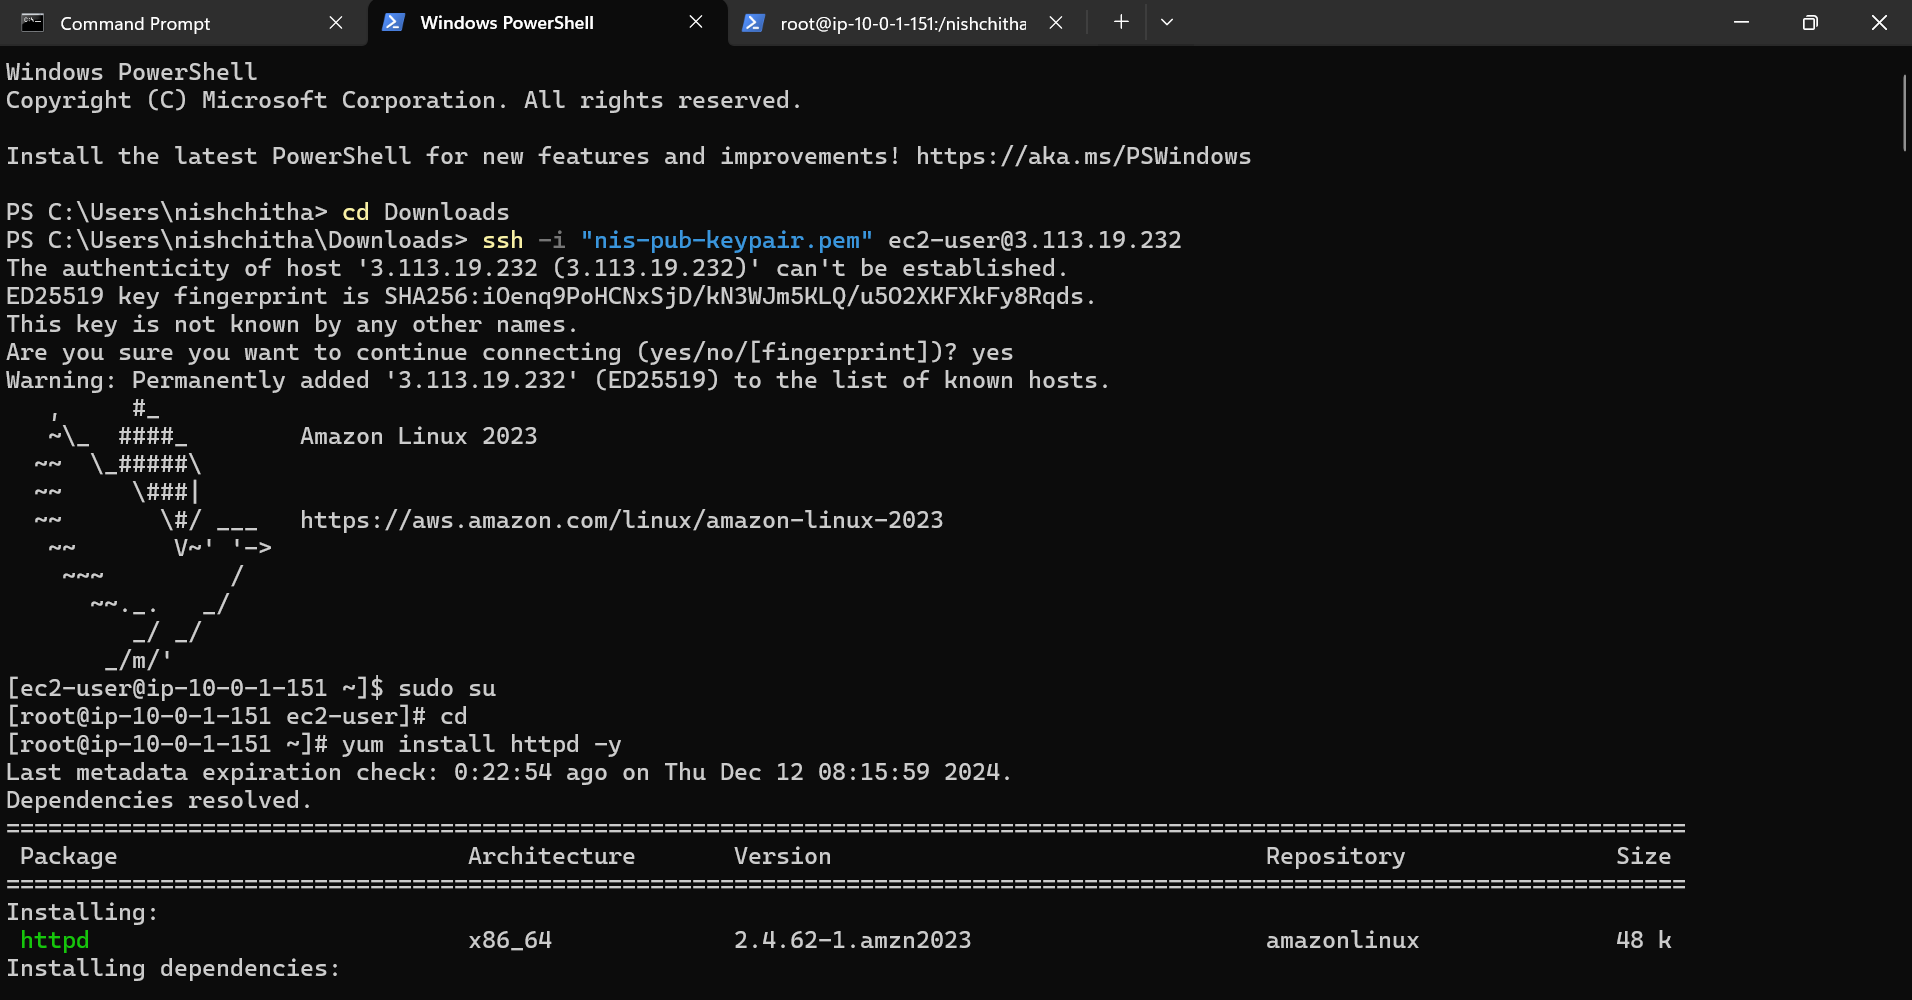 Command Prompt
Windows PowerShell
root@ip-10-0-1-151:/nishchitha
Windows PowerShell
Copyright (C) Microsoft Corporation. All rights reserved.
Install the latest PowerShell for new features and improvements! https://aka.ms/PSWindows
PS C:\Users\nishchitha> cd Downloads
PS C:\Users\nishchitha\Downloads> ssh -i "nis-pub-keypair.pem" ec2-user@3.113.19.232
The authenticity of host '3.113.19.232 (3.113.19.232)' can't be established.
ED25519 key fingerprint is SHA256:iOenq9PoHCNxSjD/kN3WJm5KLQ/u5O2XKFXkFy8Rqds.
This key is not known by any other names.
Are you sure you want to continue connecting (yes/no/[fingerprint])? yes
Warning: Permanently added '3.113.19.232' (ED25519) to the list of known hosts.
   ,     #_
   ~\_  ####_        Amazon Linux 2023
  ~~  \_#####\
  ~~     \###|
  ~~       \#/ ___   https://aws.amazon.com/linux/amazon-linux-2023
   ~~       V~' '->
    ~~~         /
      ~~._.   _/
         _/ _/
       _/m/'
[ec2-user@ip-10-0-1-151 ~]$ sudo su
[root@ip-10-0-1-151 ec2-user]# cd
[root@ip-10-0-1-151 ~]# yum install httpd -y
Last metadata expiration check: 0:22:54 ago on Thu Dec 12 08:15:59 2024.
Dependencies resolved.
========================================================================================================================
 Package                         Architecture       Version                               Repository               Size
========================================================================================================================
Installing:
 httpd                           x86_64             2.4.62-1.amzn2023                     amazonlinux              48 k
Installing dependencies: